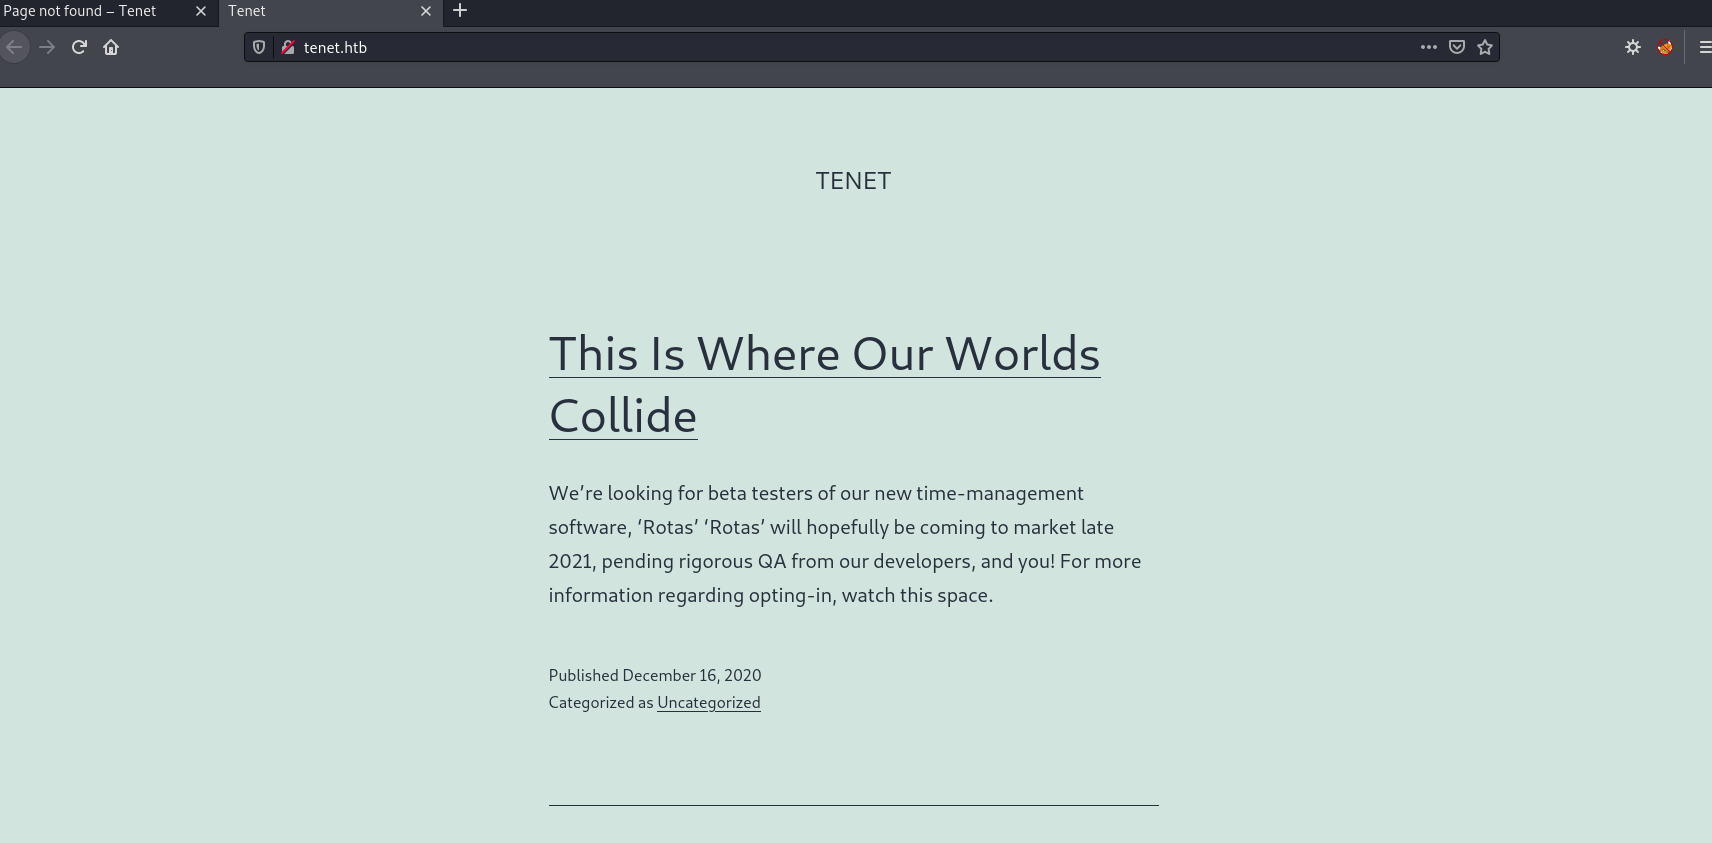 Page not found – Tenet
Tenet
tenet.htb
TENET
This Is Where Our Worlds
Collide
We’re looking for beta testers of our new time-management
software, ‘Rotas’ ‘Rotas’ will hopefully be coming to market late
2021, pending rigorous QA from our developers, and you! For more
information regarding opting-in, watch this space.
Published December 16, 2020
Categorized as Uncategorized